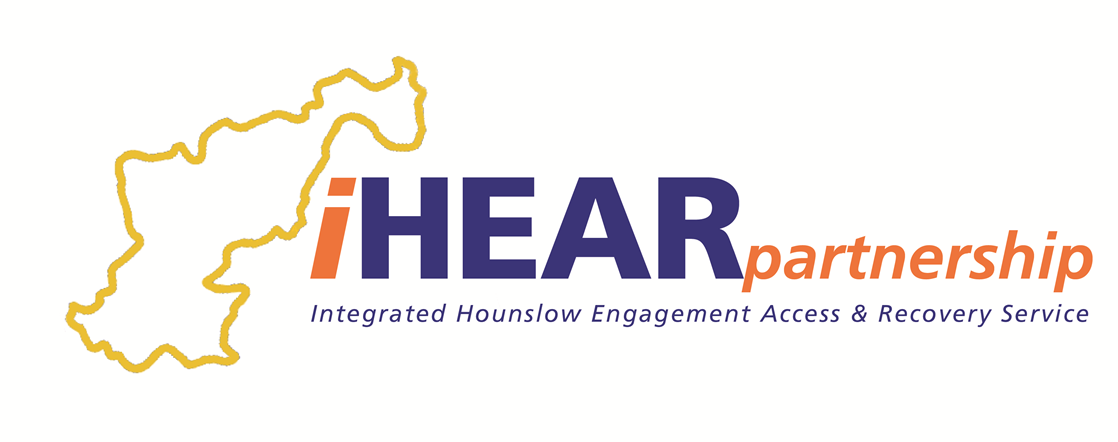 iHEARpartnership
Integrated Hounslow Engagement Access & Recovery Service